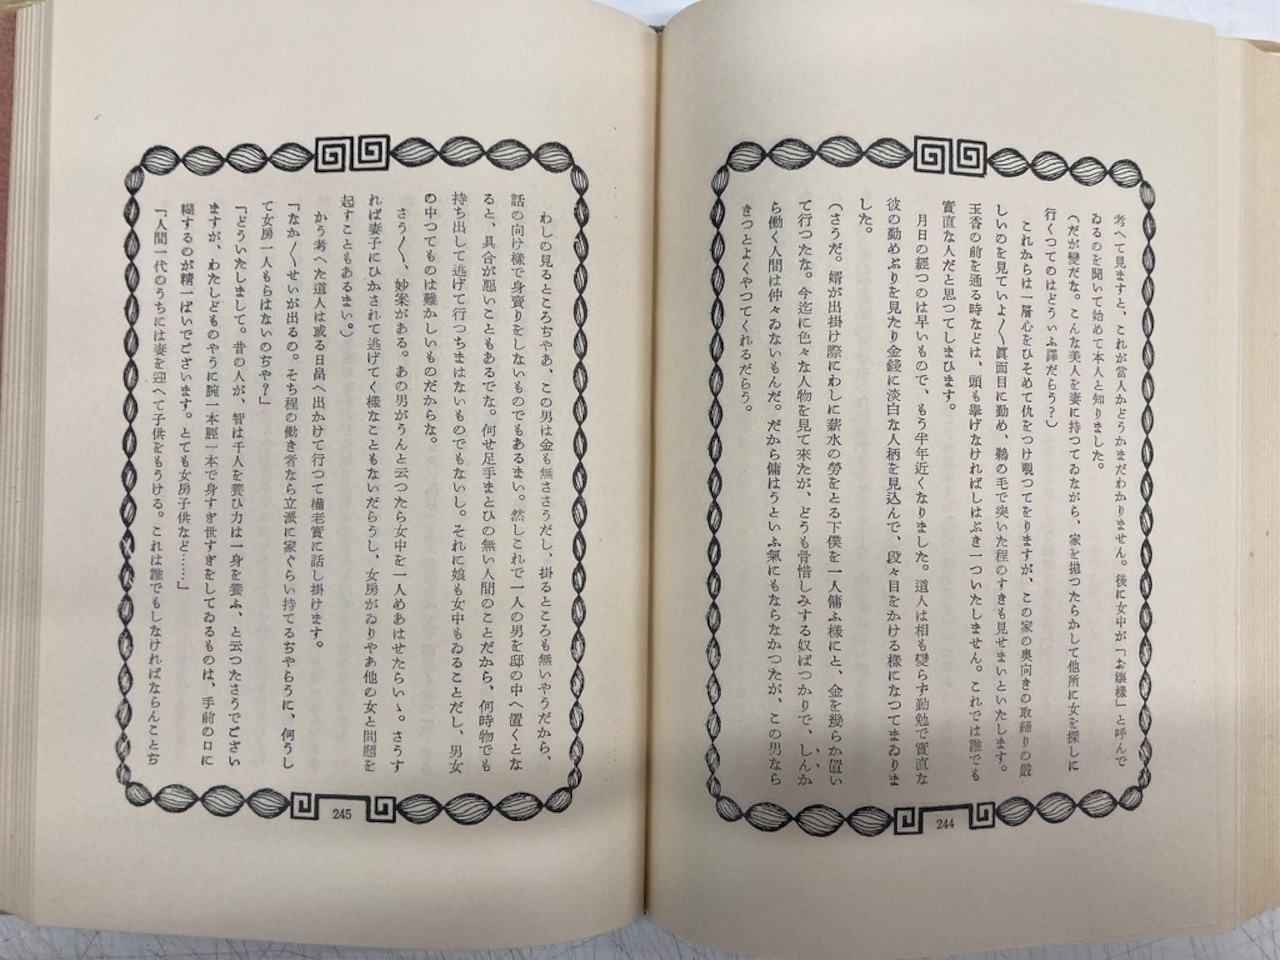 考へて見ますと、これが當人かどうかまだわかりません。後に女中が「お孃樣」と呼んで
ゐるのを聞いて始めて本人と知りました。
（だが變だな。こんな美人を妻に持つてゐながら、家を拋つたらかして他所に女を探しに
行くつてのはどういふ譯だらう？）
これからは一層心をひそめて仇をつけ覗つてをりますが、この家の奥向きの取締りの嚴
しいのを見ていよ〳〵眞面目に勤め、鵜の毛で突いた程のすきも見せまいといたします。
玉香の前を通る時などは、頭も擧げなければしはぶき一ついたしません。これでは誰でも
實直な人だと思つてしまひます。
月日の經つのは早いもので、もう半年近くなりました。道人は相も變らず勤勉で實直な
彼の勤めぶりを見たり金錢に淡白な人柄を見込んで、段々目をかける樣になつてまゐりま
した。
（さうだ。婿が出掛け際にわしに薪水の勞をとる下僕を一人傭ふ樣にと、金を幾らか置い
て行つたな。今迄に色々な人物を見て來たが、どうも骨惜しみする奴ばつかりで、しんか
ら働く人間は仲々ゐないもんだ。だから傭はうといふ氣にもならなかつたが、この男なら
きつとよくやつてくれるだらう。
244
わしの見るところぢやあ、この男は金も無ささうだし、掛るところも無いやうだから、
話の向け樣で身賣りをしないものでもあるまい。然しこれで一人の男を邸の中へ置くとな
ると、具合が惡いこともあるでな。何せ足手まとひの無い人間のことだから、何時物でも
持ち出して逃げて行つちまはないものでもないし。それに娘も女中もゐることだし、男女
の中つてものは難かしいものだからな。
さう〳〵、妙案がある。あの男がうんと云つたら女中を一人めあはせたらいゝ。さうす
れば妻子にひかされて逃げてく樣なこともないだらうし、女房がゐりやあ他の女と問題を
起すこともあるまい。）
かう考へた道人は或る日畠へ出かけて行つて權老實に話し掛けます。
「なか〳〵せいが出るの。そち程の働き者なら立派に家ぐらい持てるぢやらうに、何うし
て女房一人もらはないのぢや？」
「どういたしまして。昔の人が、智は千人を養ひ力は一身を養ふ、と云つたさうでござい
ますが、わたしどものやうに腕一本脛一本で身すぎ世すぎをしてゐるものは、手前の口に
糊するのが精一ぱいでございます。とても女房子供など……」
「人間一代のうちには妻を迎へて子供をもうける。これは誰でもしなければならんことぢ
245